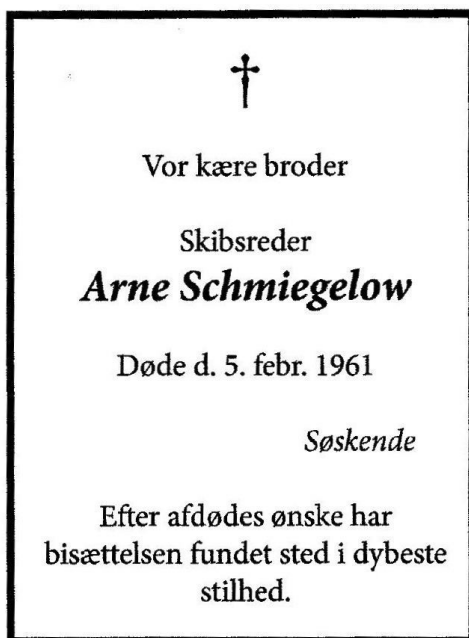 Vor kære broder
Skibsreder
Arne Schmiegelow
Døde d. 5. febr. 1961
Søskende
Efter afdødes ønske har
bisættelsen fundet sted i dybeste
stilhed.